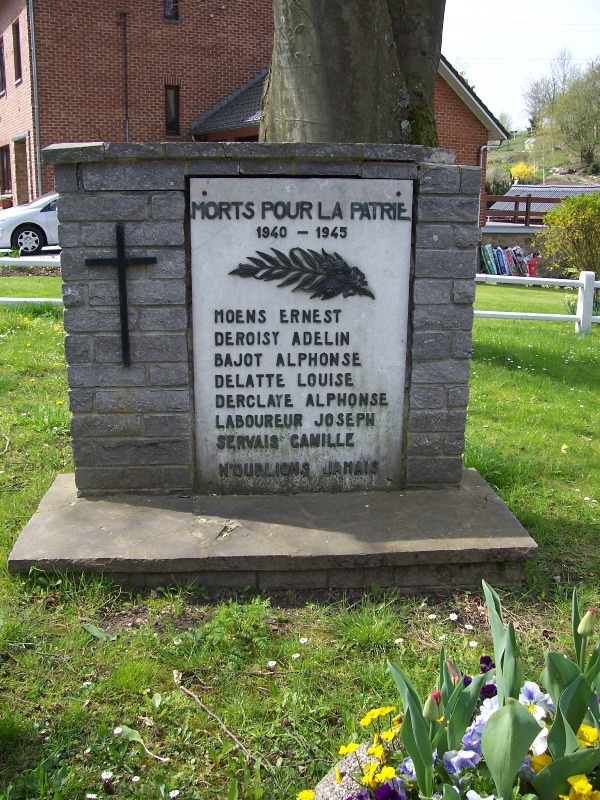 MORTS POUR LA PATRIE
1940 - 1945
MOENS ERNEST
DEROISY ADELIN
BAJOT ALPHONSE
DELATTE LOUISE
DERCLAYE ALPHONSE
LABOUREUR JOSEPH
SERVAIS CAMILLE
N'OUBLIONS JAMAIS